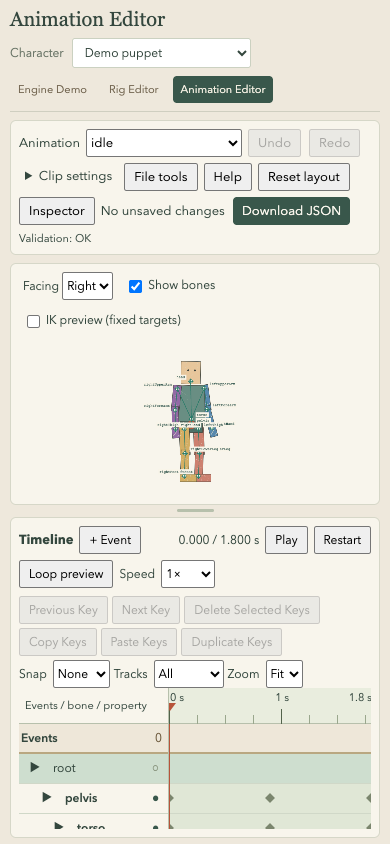 Animation Editor
Character Demo puppet
Engine Demo Rig Editor Animation Editor
Animation idle Undo Redo
Clip settings File tools Help Reset layout
Inspector No unsaved changes Download JSON
Validation: OK
Facing Right Show bones
IK preview (fixed targets)
Timeline + Event 0.000 / 1.800 s Play Restart
Loop preview Speed 1×
Previous Key Next Key Delete Selected Keys
Copy Keys Paste Keys Duplicate Keys
Snap None Tracks All Zoom Fit
Events / bone / property 0 s 1 s 1.8 s
Events 0
root
pelvis
torso